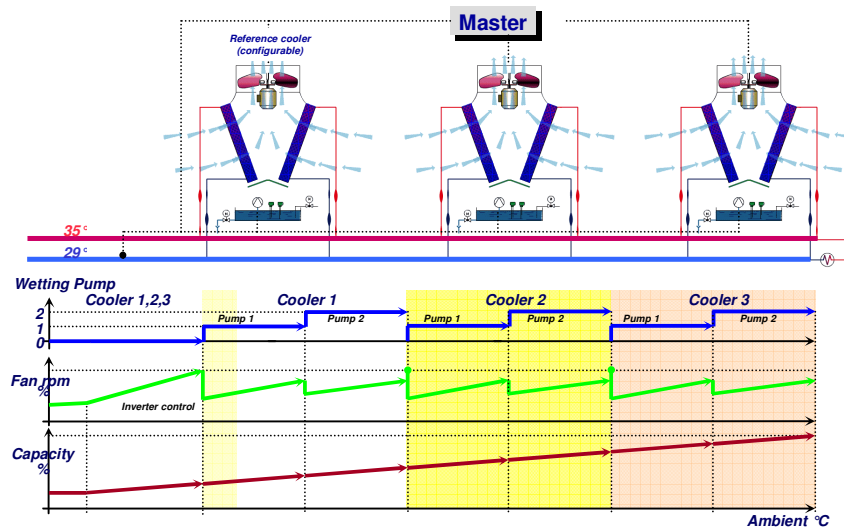 Master
Reference cooler
(configurable)
35°
29°
Wetting Pump
Cooler 1,2,3
Cooler 1
Cooler 2
Cooler 3
2
1
0
Pump 1
Pump 2
Pump 1
Pump 2
Pump 1
Pump 2
Fan rpm
%
Inverter control
Capacity
%
Ambient °C